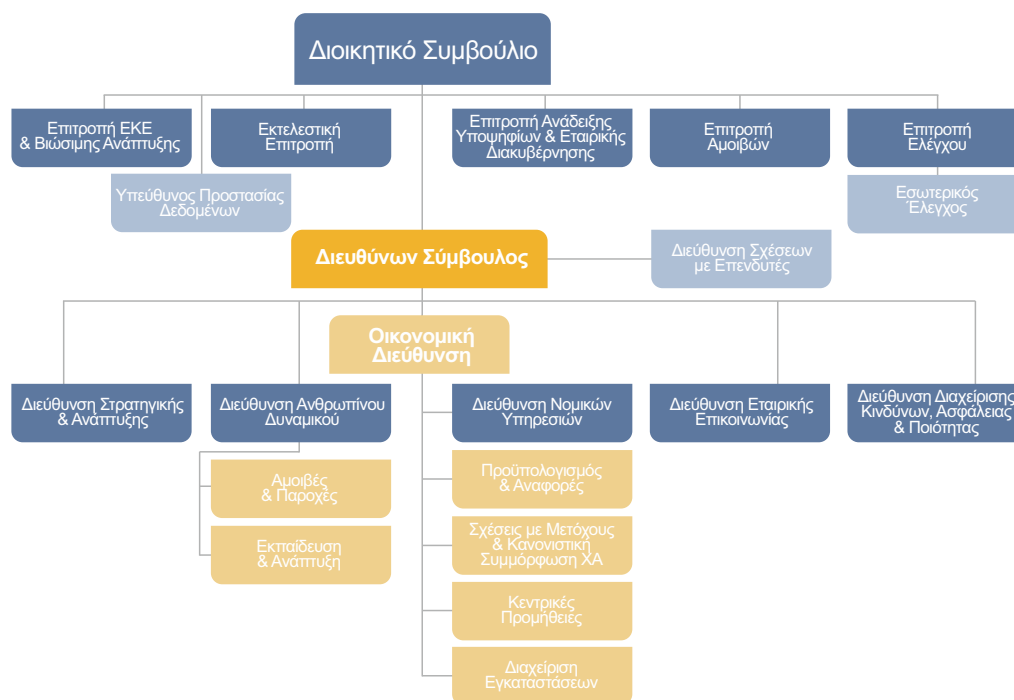 Διοικητικό Συμβούλιο
Επιτροπή ΕΚΕ
& Βιώσιμης Ανάπτυξης
Εκτελεστική
Επιτροπή
Επιτροπή Ανάδειξης
Υποψηφίων & Εταιρικής
Διακυβέρνησης
Επιτροπή
Αμοιβών
Επιτροπή
Ελέγχου
Υπεύθυνος Προστασίας
Δεδομένων
Εσωτερικός
Έλεγχος
Διευθύνων Σύμβουλος
Διεύθυνση Σχέσεων
με Επενδυτές
Οικονομική
Διεύθυνση
Διεύθυνση Στρατηγικής
& Ανάπτυξης
Διεύθυνση Ανθρωπίνου
Δυναμικού
Διεύθυνση Νομικών
Υπηρεσιών
Διεύθυνση Εταιρικής
Επικοινωνίας
Διεύθυνση Διαχείρισης
Κινδύνων, Ασφάλειας
& Ποιότητας
Αμοιβές
& Παροχές
Εκπαίδευση
& Ανάπτυξη
Προϋπολογισμός
& Αναφορές
Σχέσεις με Μετόχους
& Κανονιστική
Συμμόρφωση ΧΑ
Κεντρικές
Προμήθειες
Διαχείριση
Εγκαταστάσεων